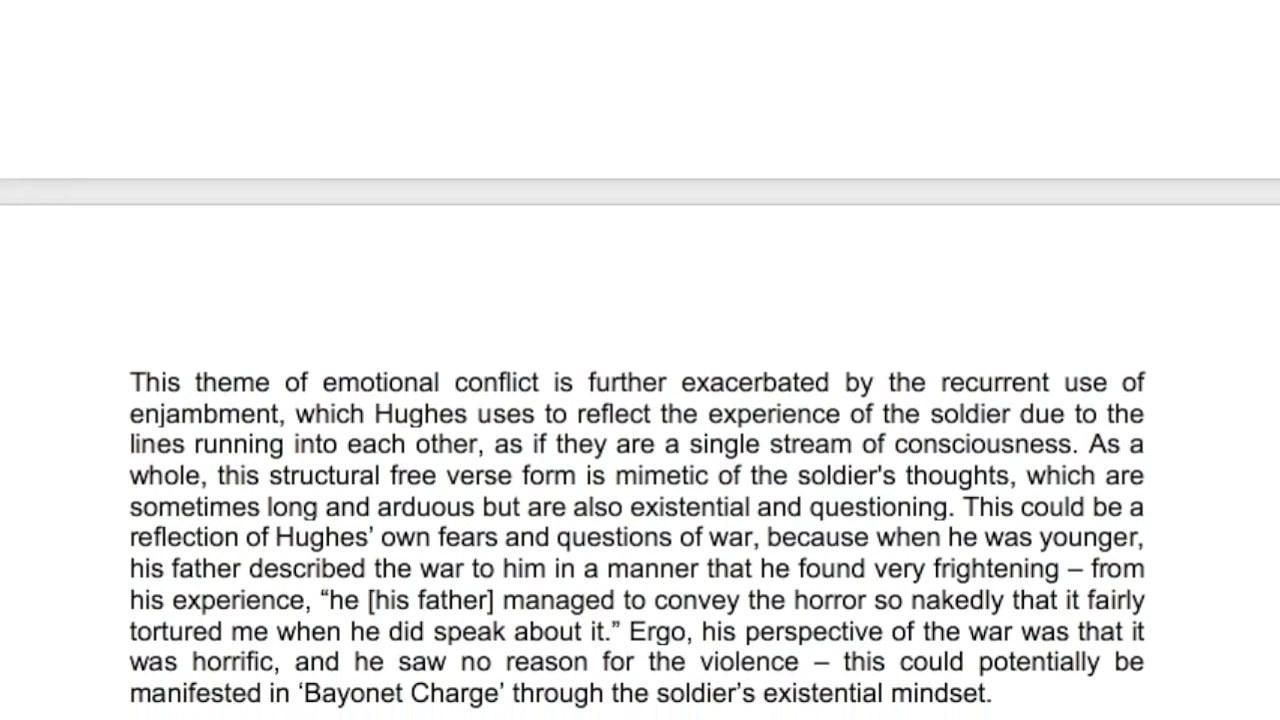 This theme of emotional conflict is further exacerbated by the recurrent use of
enjambment, which Hughes uses to reflect the experience of the soldier due to the
lines running into each other, as if they are a single stream of consciousness. As a
whole, this structural free verse form is mimetic of the soldier's thoughts, which are
sometimes long and arduous but are also existential and questioning. This could be a
reflection of Hughes’ own fears and questions of war, because when he was younger,
his father described the war to him in a manner that he found very frightening – from
his experience, “he [his father] managed to convey the horror so nakedly that it fairly
tortured me when he did speak about it.” Ergo, his perspective of the war was that it
was horrific, and he saw no reason for the violence – this could potentially be
manifested in ‘Bayonet Charge’ through the soldier’s existential mindset.